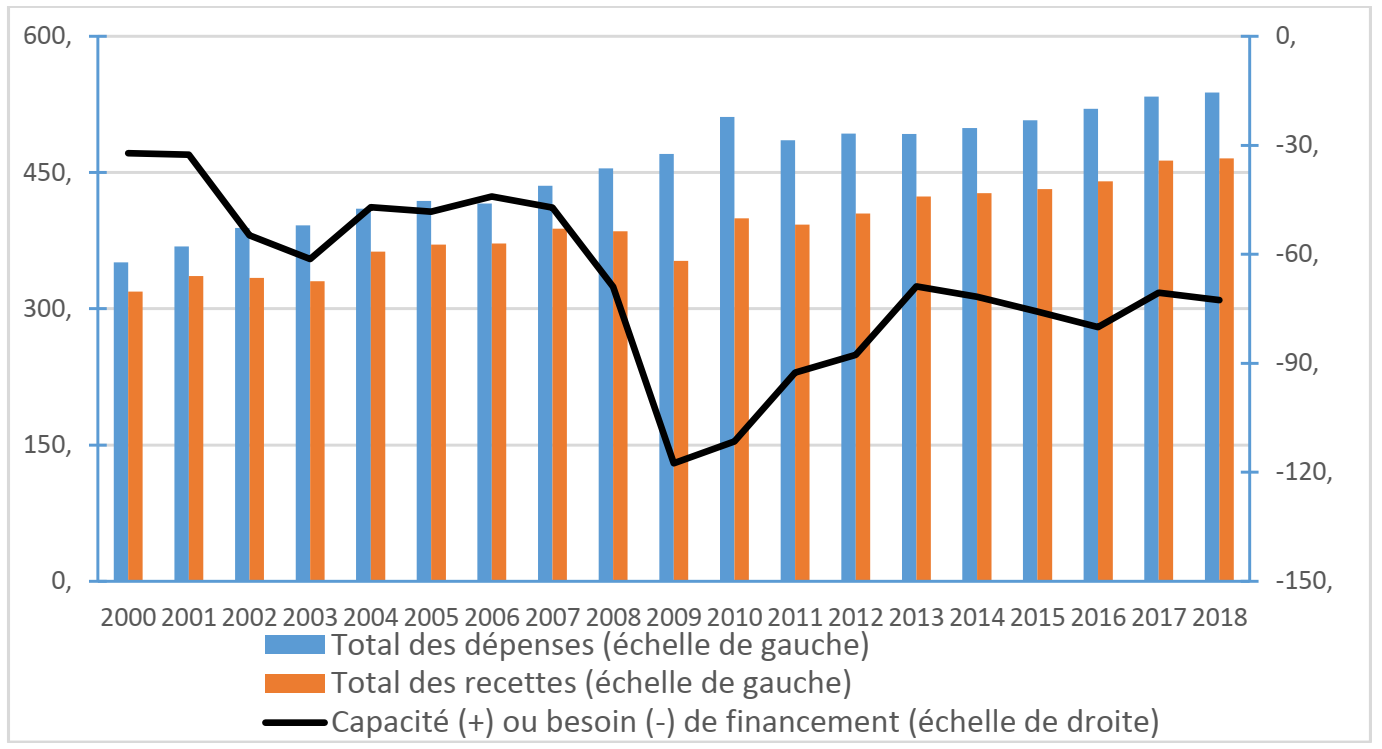 600,
450,
300,
150,
0,
0,
-30,
-60,
-90,
-120,
-150,
2000 2001 2002 2003 2004 2005 2006 2007 2008 2009 2010 2011 2012 2013 2014 2015 2016 2017 2018
Total des dépenses (échelle de gauche)
Total des recettes (échelle de gauche)
Capacité (+) ou besoin (-) de financement (échelle de droite)